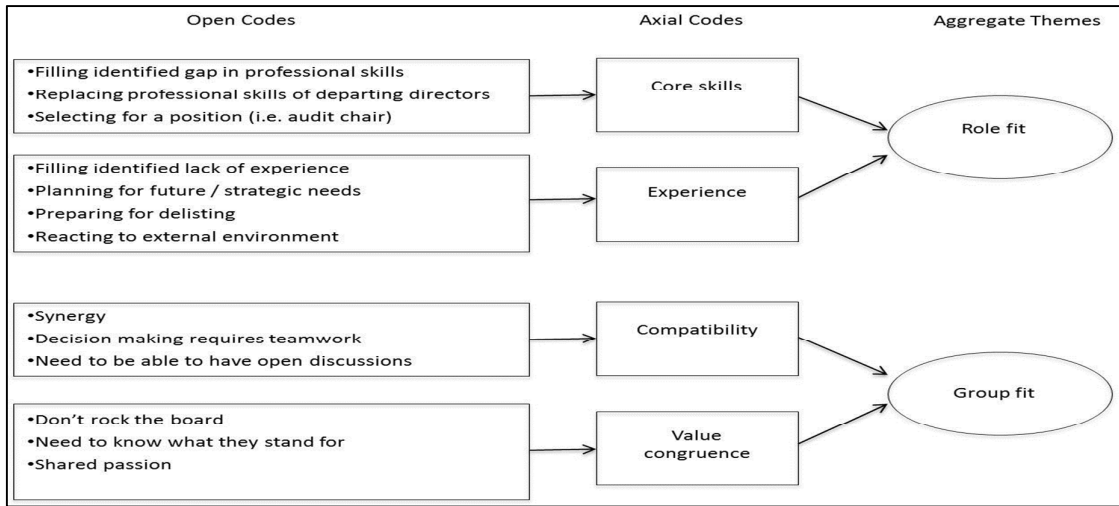 Open Codes
Axial Codes
Aggregate Themes
•Filling identified gap in professional skills
•Replacing professional skills of departing directors
•Selecting for a position (i.e. audit chair)
Core skills
Role fit
•Filling identified lack of experience
•Planning for future / strategic needs
•Preparing for delisting
•Reacting to external environment
Experience
•Synergy
•Decision making requires teamwork
•Need to be able to have open discussions
Compatibility
Group fit
•Don’t rock the board
•Need to know what they stand for
•Shared passion
Value
congruence